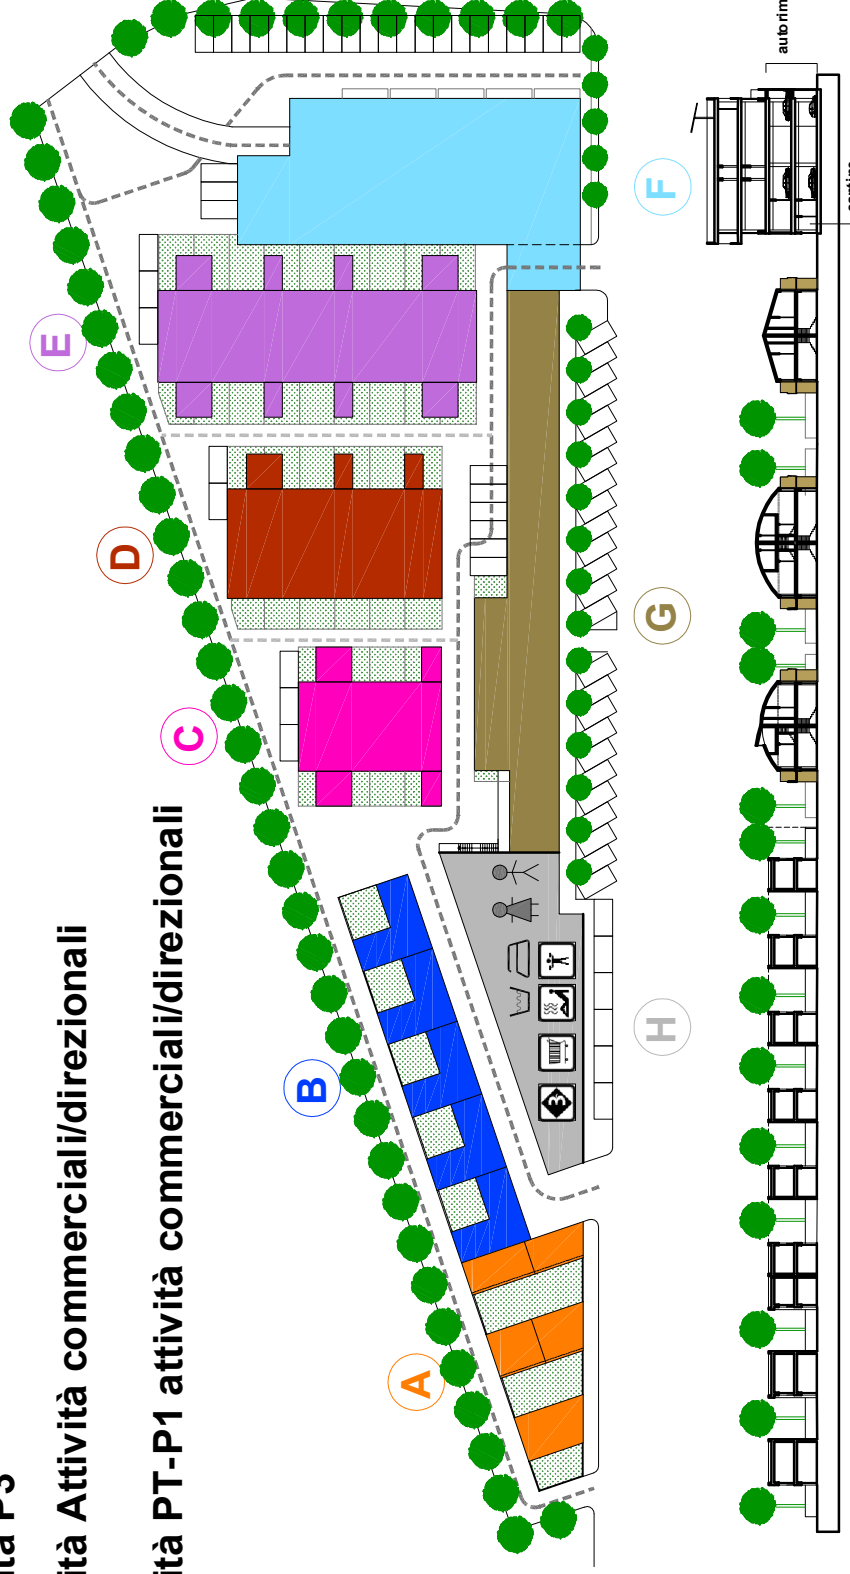 ità P3
ità Attività commerciali/direzionali
ità PT-P1 attività commerciali/direzionali
E
D
C
B
A
F
G
H
autorim